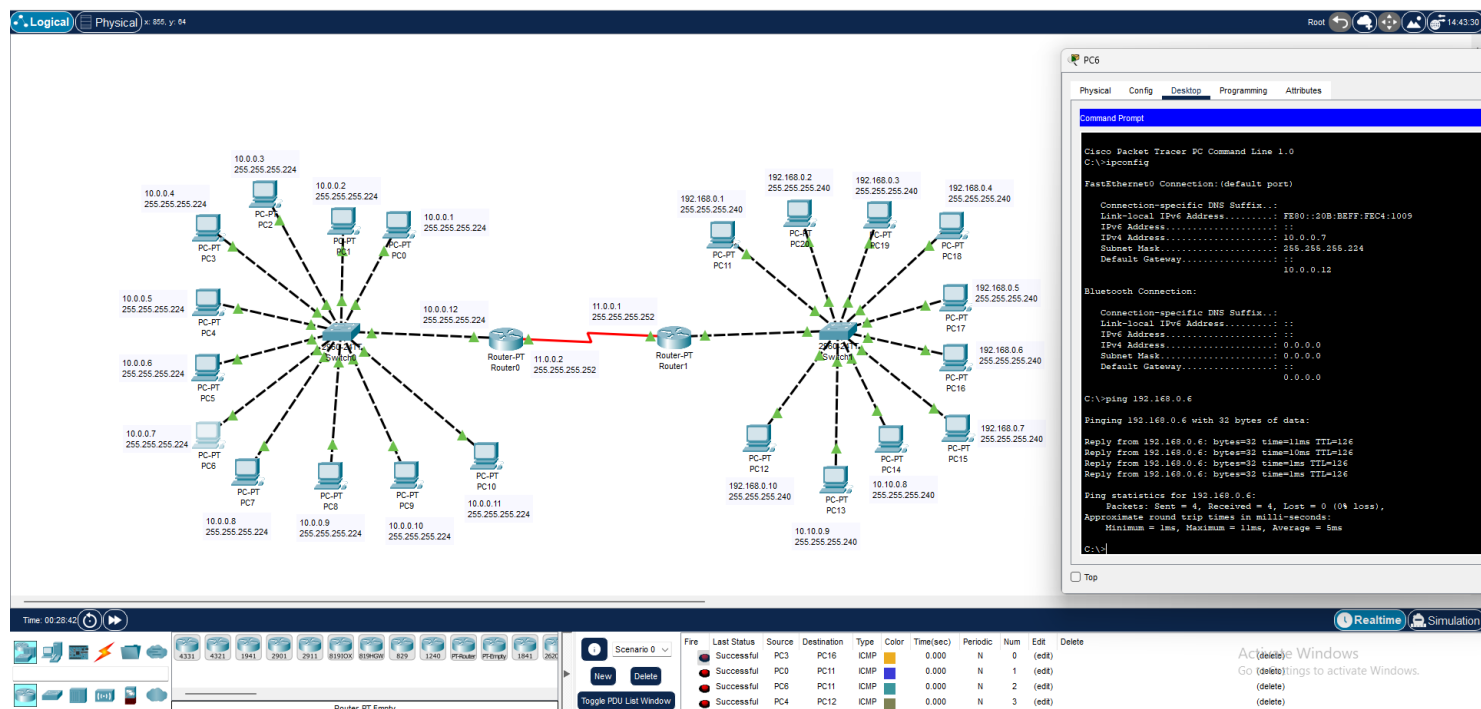 Logical
Physical
x: 855, y: 64
Root
14:43:30
10.0.0.3
255.255.255.224
10.0.0.4
255.255.255.224
10.0.0.2
255.255.255.224
10.0.0.1
255.255.255.224
PC-PT
PC2
PC-PT
PC1
PC-PT
PC0
PC-PT
PC3
10.0.0.5
255.255.255.224
PC-PT
PC4
10.0.0.6
255.255.255.224
PC-PT
PC5
10.0.0.7
255.255.255.224
PC-PT
PC6
PC-PT
PC7
10.0.0.8
255.255.255.224
PC-PT
PC8
10.0.0.9
255.255.255.224
PC-PT
PC9
10.0.0.10
255.255.255.224
PC-PT
PC10
10.0.0.11
255.255.255.224
Switch0
10.0.0.12
255.255.255.224
Router-PT
Router0
11.0.0.2
255.255.255.252
11.0.0.1
255.255.255.252
Router-PT
Router1
192.168.0.1
255.255.255.240
PC-PT
PC11
192.168.0.2
255.255.255.240
PC-PT
PC20
192.168.0.3
255.255.255.240
PC-PT
PC19
192.168.0.4
255.255.255.240
PC-PT
PC18
192.168.0.5
255.255.255.240
PC-PT
PC17
192.168.0.6
255.255.255.240
PC-PT
PC16
192.168.0.7
255.255.255.240
PC-PT
PC15
PC-PT
PC14
10.10.0.8
255.255.255.240
PC-PT
PC13
10.10.0.9
255.255.255.240
PC-PT
PC12
192.168.0.10
255.255.255.240
PC6
Physical Config Desktop Programming Attributes
Command Prompt
Cisco Packet Tracer PC Command Line 1.0
C:\>ipconfig
FastEthernet0 Connection:(default port)
Connection-specific DNS Suffix..:
Link-local IPv6 Address.........: FE80::20B:BEFF:FEC4:1009
IPv6 Address....................: ::
IPv4 Address....................: 10.0.0.7
Subnet Mask.....................: 255.255.255.224
Default Gateway.................: ::
10.0.0.12
Bluetooth Connection:
Connection-specific DNS Suffix..:
Link-local IPv6 Address.........: ::
IPv6 Address....................: ::
IPv4 Address....................: 0.0.0.0
Subnet Mask.....................: 0.0.0.0
Default Gateway.................: ::
0.0.0.0
C:\>ping 192.168.0.6
Pinging 192.168.0.6 with 32 bytes of data:
Reply from 192.168.0.6: bytes=32 time=11ms TTL=126
Reply from 192.168.0.6: bytes=32 time=10ms TTL=126
Reply from 192.168.0.6: bytes=32 time=1ms TTL=126
Reply from 192.168.0.6: bytes=32 time=1ms TTL=126
Ping statistics for 192.168.0.6:
Packets: Sent = 4, Received = 4, Lost = 0 (0% loss),
Approximate round trip times in milli-seconds:
Minimum = 1ms, Maximum = 11ms, Average = 5ms
C:\>
Top
Time: 00:28:42
Realtime
Simulation
4331 4321 1941 2901 2911 819IOX 819HGW 829 1240 PT-Router PT-Empty 1841
Scenario 0
New Delete
Toggle PDU List Window
Fire Last Status Source Destination Type Color Time(sec) Periodic Num Edit Delete
Successful PC3 PC16 ICMP 0.000 N 0 (edit) (delete)
Successful PC0 PC11 ICMP 0.000 N 1 (edit) (delete)
Successful PC6 PC11 ICMP 0.000 N 2 (edit) (delete)
Successful PC4 PC12 ICMP 0.000 N 3 (edit) (delete)
Activate Windows
to activate Windows.